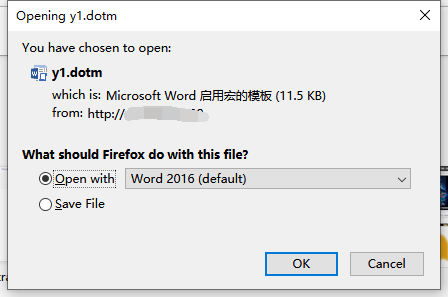 Opening y1.dotm
You have chosen to open:
y1.dotm
which is: Microsoft Word 启用宏的模板 (11.5 KB)
from: http://
What should Firefox do with this file?
Open with Word 2016 (default)
Save File
OK Cancel